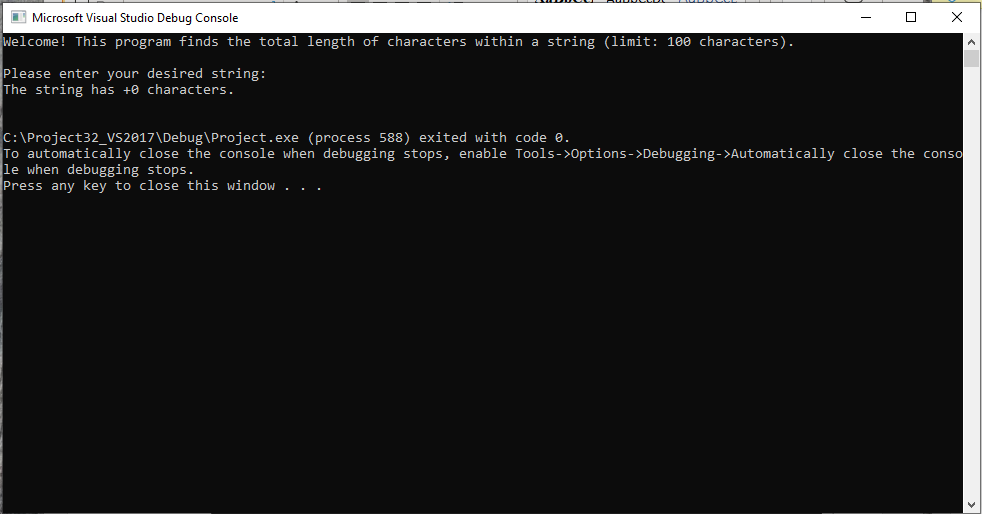 Microsoft Visual Studio Debug Console
Welcome! This program finds the total length of characters within a string (limit: 100 characters).
Please enter your desired string:
The string has +0 characters.
C:\Project32_VS2017\Debug\Project.exe (process 588) exited with code 0.
To automatically close the console when debugging stops, enable Tools->Options->Debugging->Automatically close the conso
le when debugging stops.
Press any key to close this window . . .